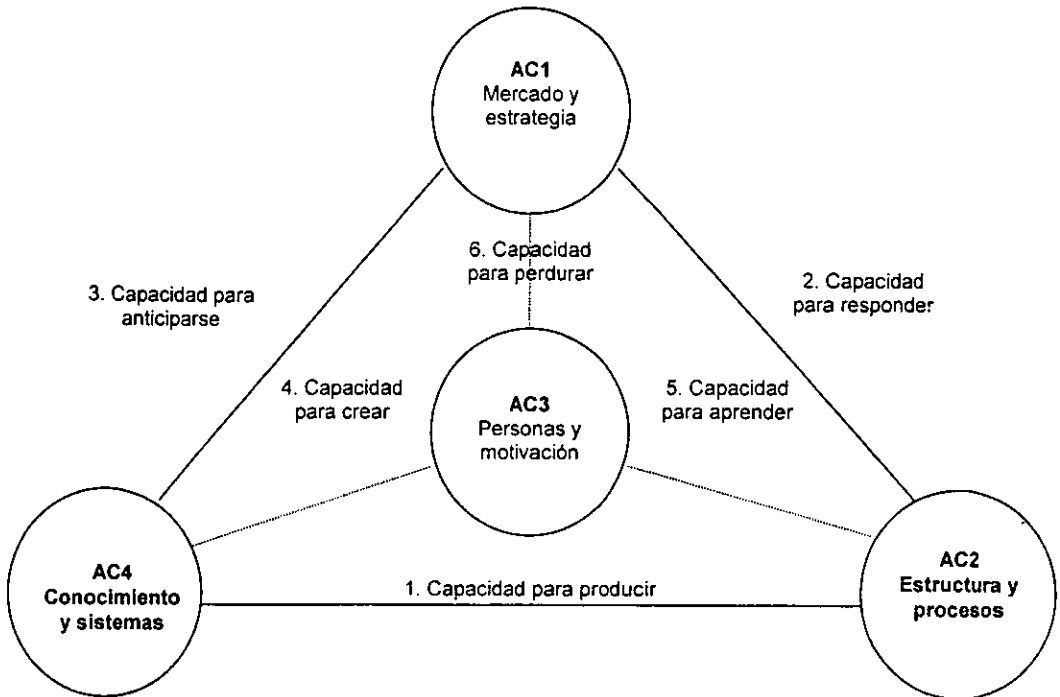 AC1
Mercado y
estrategia
6. Capacidad
para perdurar
3. Capacidad para
anticiparse
2. Capacidad
para responder
4. Capacidad
para crear
AC3
Personas y
motivación
5. Capacidad
para aprender
AC4
Conocimiento
y sistemas
1. Capacidad para producir
AC2
Estructura y
procesos